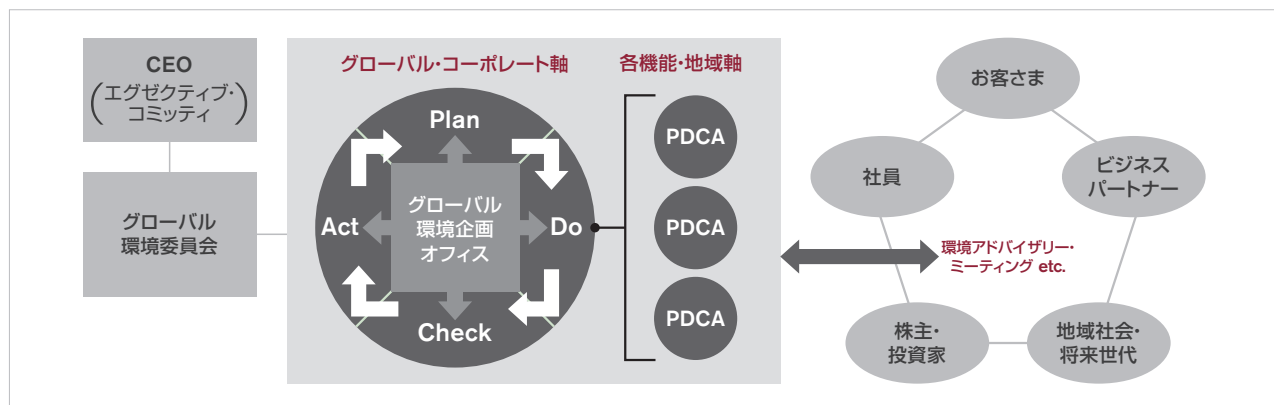 CEO
(エグゼクティブ・
コミッティ)
グローバル
環境委員会
グローバル・コーポレート軸
Plan
Do
Check
Act
グローバル
環境企画
オフィス
各機能・地域軸
PDCA
PDCA
PDCA
環境アドバイザリー・
ミーティング etc.
お客さま
社員
ビジネス
パートナー
株主・
投資家
地域社会・
将来世代